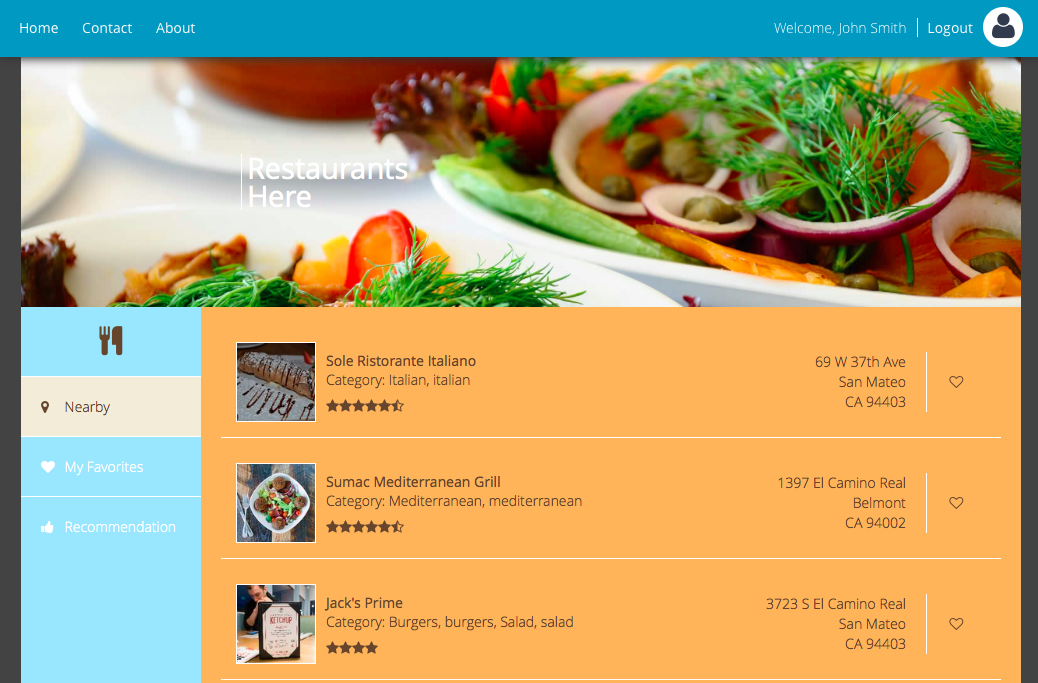 Home Contact About Welcome, John Smith Logout
Restaurants
Here
Nearby
My Favorites
Recommendation
Sole Ristorante Italiano
Category: Italian, italian
69 W 37th Ave
San Mateo
CA 94403
Sumac Mediterranean Grill
Category: Mediterranean, mediterranean
1397 El Camino Real
Belmont
CA 94002
Jack's Prime
Category: Burgers, burgers, Salad, salad
KETCHUP
3723 S El Camino Real
San Mateo
CA 94403